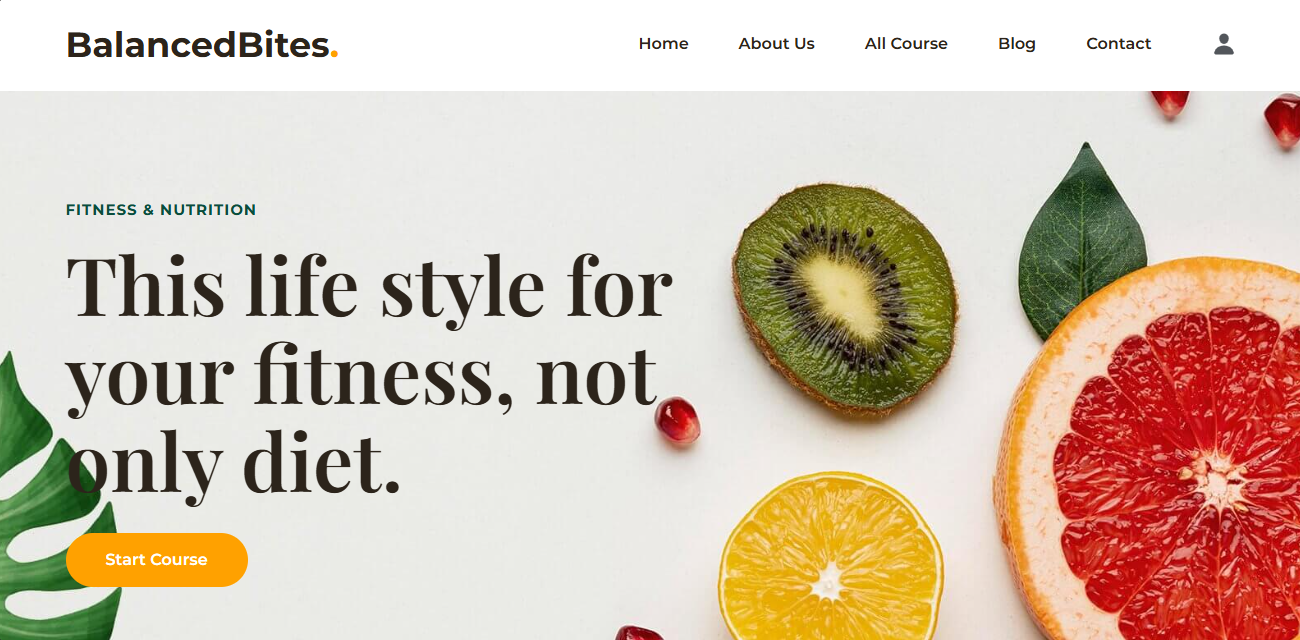 BalancedBites.
Home About Us All Course Blog Contact
FITNESS & NUTRITION
This life style for
your fitness, not
only diet.
Start Course